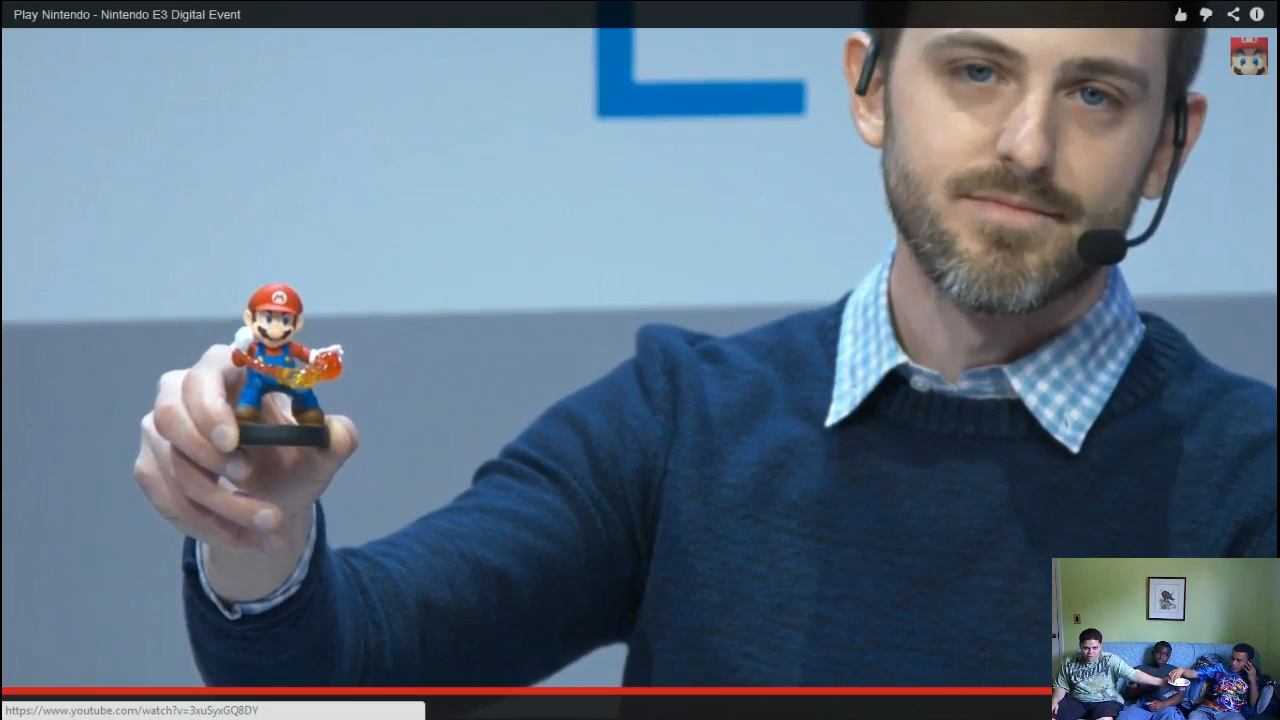 Play Nintendo - Nintendo E3 Digital Event
M
https://www.youtube.com/watch?v=3xuSyxGQ8DY